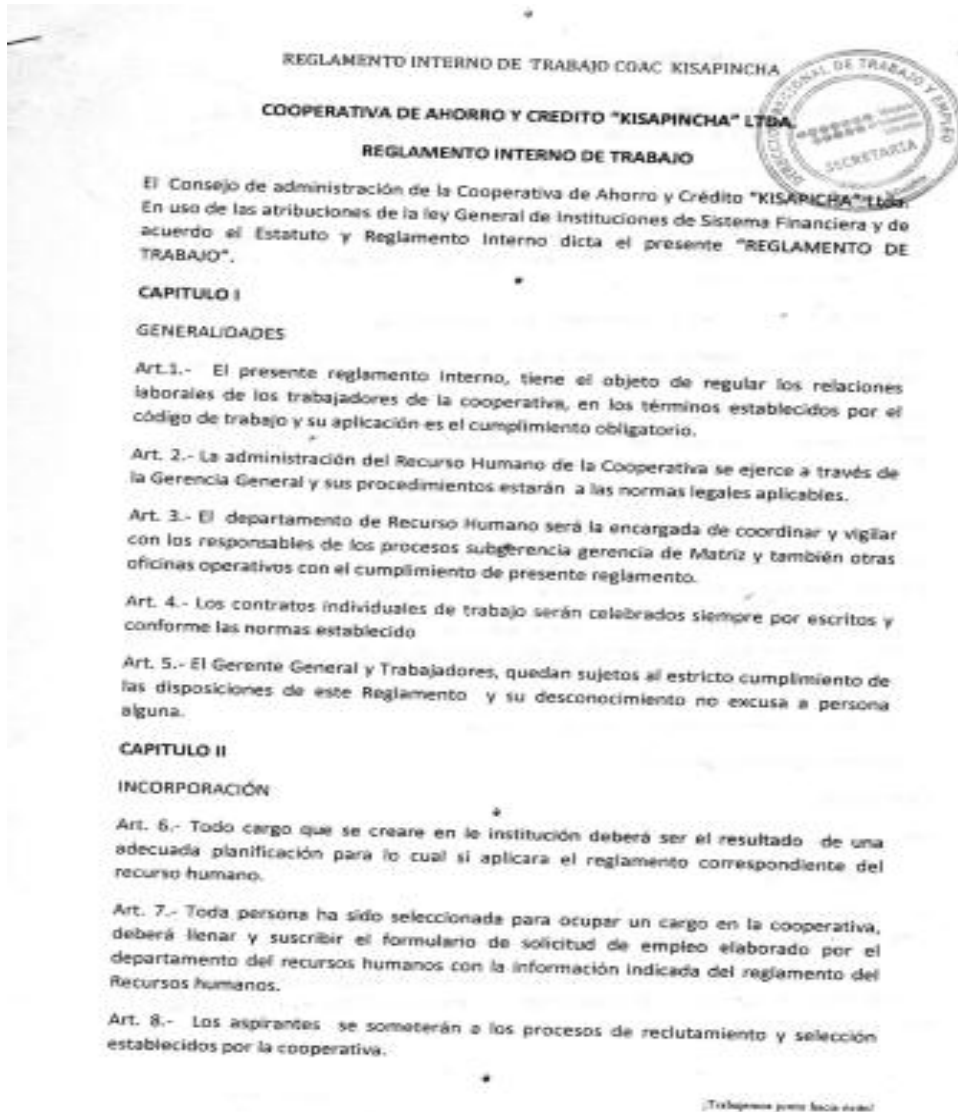 REGLAMENTO INTERNO DE TRABAJO COAC KISAPINCHA
COOPERATIVA DE AHORRO Y CREDITO "KISAPINCHA" LTDA.
REGLAMENTO INTERNO DE TRABAJO
DE TRABAJO Y EMPLEO
SECRETARIA
El Consejo de administración de la Cooperativa de Ahorro y Crédito "KISAPICHA" Ltda.
En uso de las atribuciones de la ley General de Instituciones de Sistema Financiera y de
acuerdo el Estatuto y Reglamento Interno dicta el presente "REGLAMENTO DE
TRABAJO".
CAPITULO I
GENERALIDADES
Art.1.- El presente reglamento Interno, tiene el objeto de regular los relaciones
laborales de los trabajadores de la cooperativa, en los términos establecidos por el
código de trabajo y su aplicación es el cumplimiento obligatorio.
Art. 2.- La administración del Recurso Humano de la Cooperativa se ejerce a través de
la Gerencia General y sus procedimientos estarán a las normas legales aplicables.
Art. 3.- El departamento de Recurso Humano será la encargada de coordinar y vigilar
con los responsables de los procesos subgerencia gerencia de Matriz y también otras
oficinas operativos con el cumplimiento de presente reglamento.
Art. 4.- Los contratos individuales de trabajo serán celebrados siempre por escritos y
conforme las normas establecido
Art. 5.- El Gerente General y Trabajadores, quedan sujetos al estricto cumplimiento de
las disposiciones de este Reglamento y su desconocimiento no excusa a persona
alguna.
CAPITULO II
INCORPORACIÓN
Art. 6.- Todo cargo que se creare en le institución deberá ser el resultado de una
adecuada planificación para lo cual si aplicara el reglamento correspondiente del
recurso humano.
Art. 7.- Toda persona ha sido seleccionada para ocupar un cargo en la cooperativa,
deberá llenar y suscribir el formulario de solicitud de empleo elaborado por el
departamento del recursos humanos con la información indicada del reglamento del
Recursos humanos.
Art. 8.- Los aspirantes se someterán a los procesos de reclutamiento y selección
establecidos por la cooperativa.
¡Trabajemos